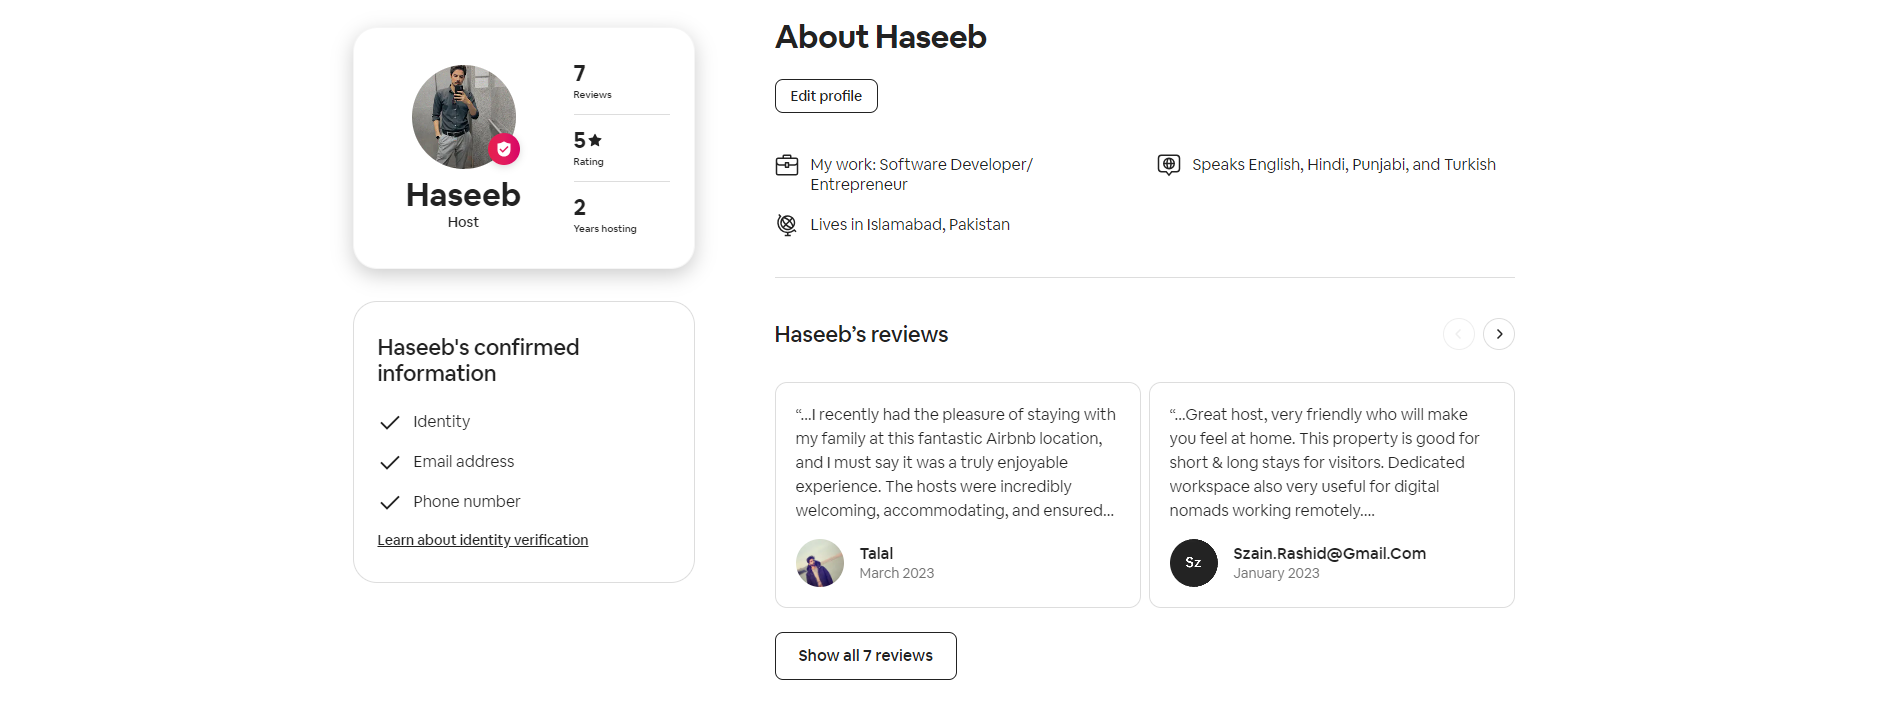 7
Reviews
5★
Rating
2
Years hosting
Haseeb
Host
Haseeb's confirmed
information
Identity
Email address
Phone number
Learn about identity verification
About Haseeb
Edit profile
My work: Software Developer/
Entrepreneur
Speaks English, Hindi, Punjabi, and Turkish
Lives in Islamabad, Pakistan
Haseeb’s reviews
“...I recently had the pleasure of staying with
my family at this fantastic Airbnb location,
and I must say it was a truly enjoyable
experience. The hosts were incredibly
welcoming, accommodating, and ensured...
Talal
March 2023
“...Great host, very friendly who will make
you feel at home. This property is good for
short & long stays for visitors. Dedicated
workspace also very useful for digital
nomads working remotely....
Sz
Szain.Rashid@Gmail.Com
January 2023
Show all 7 reviews